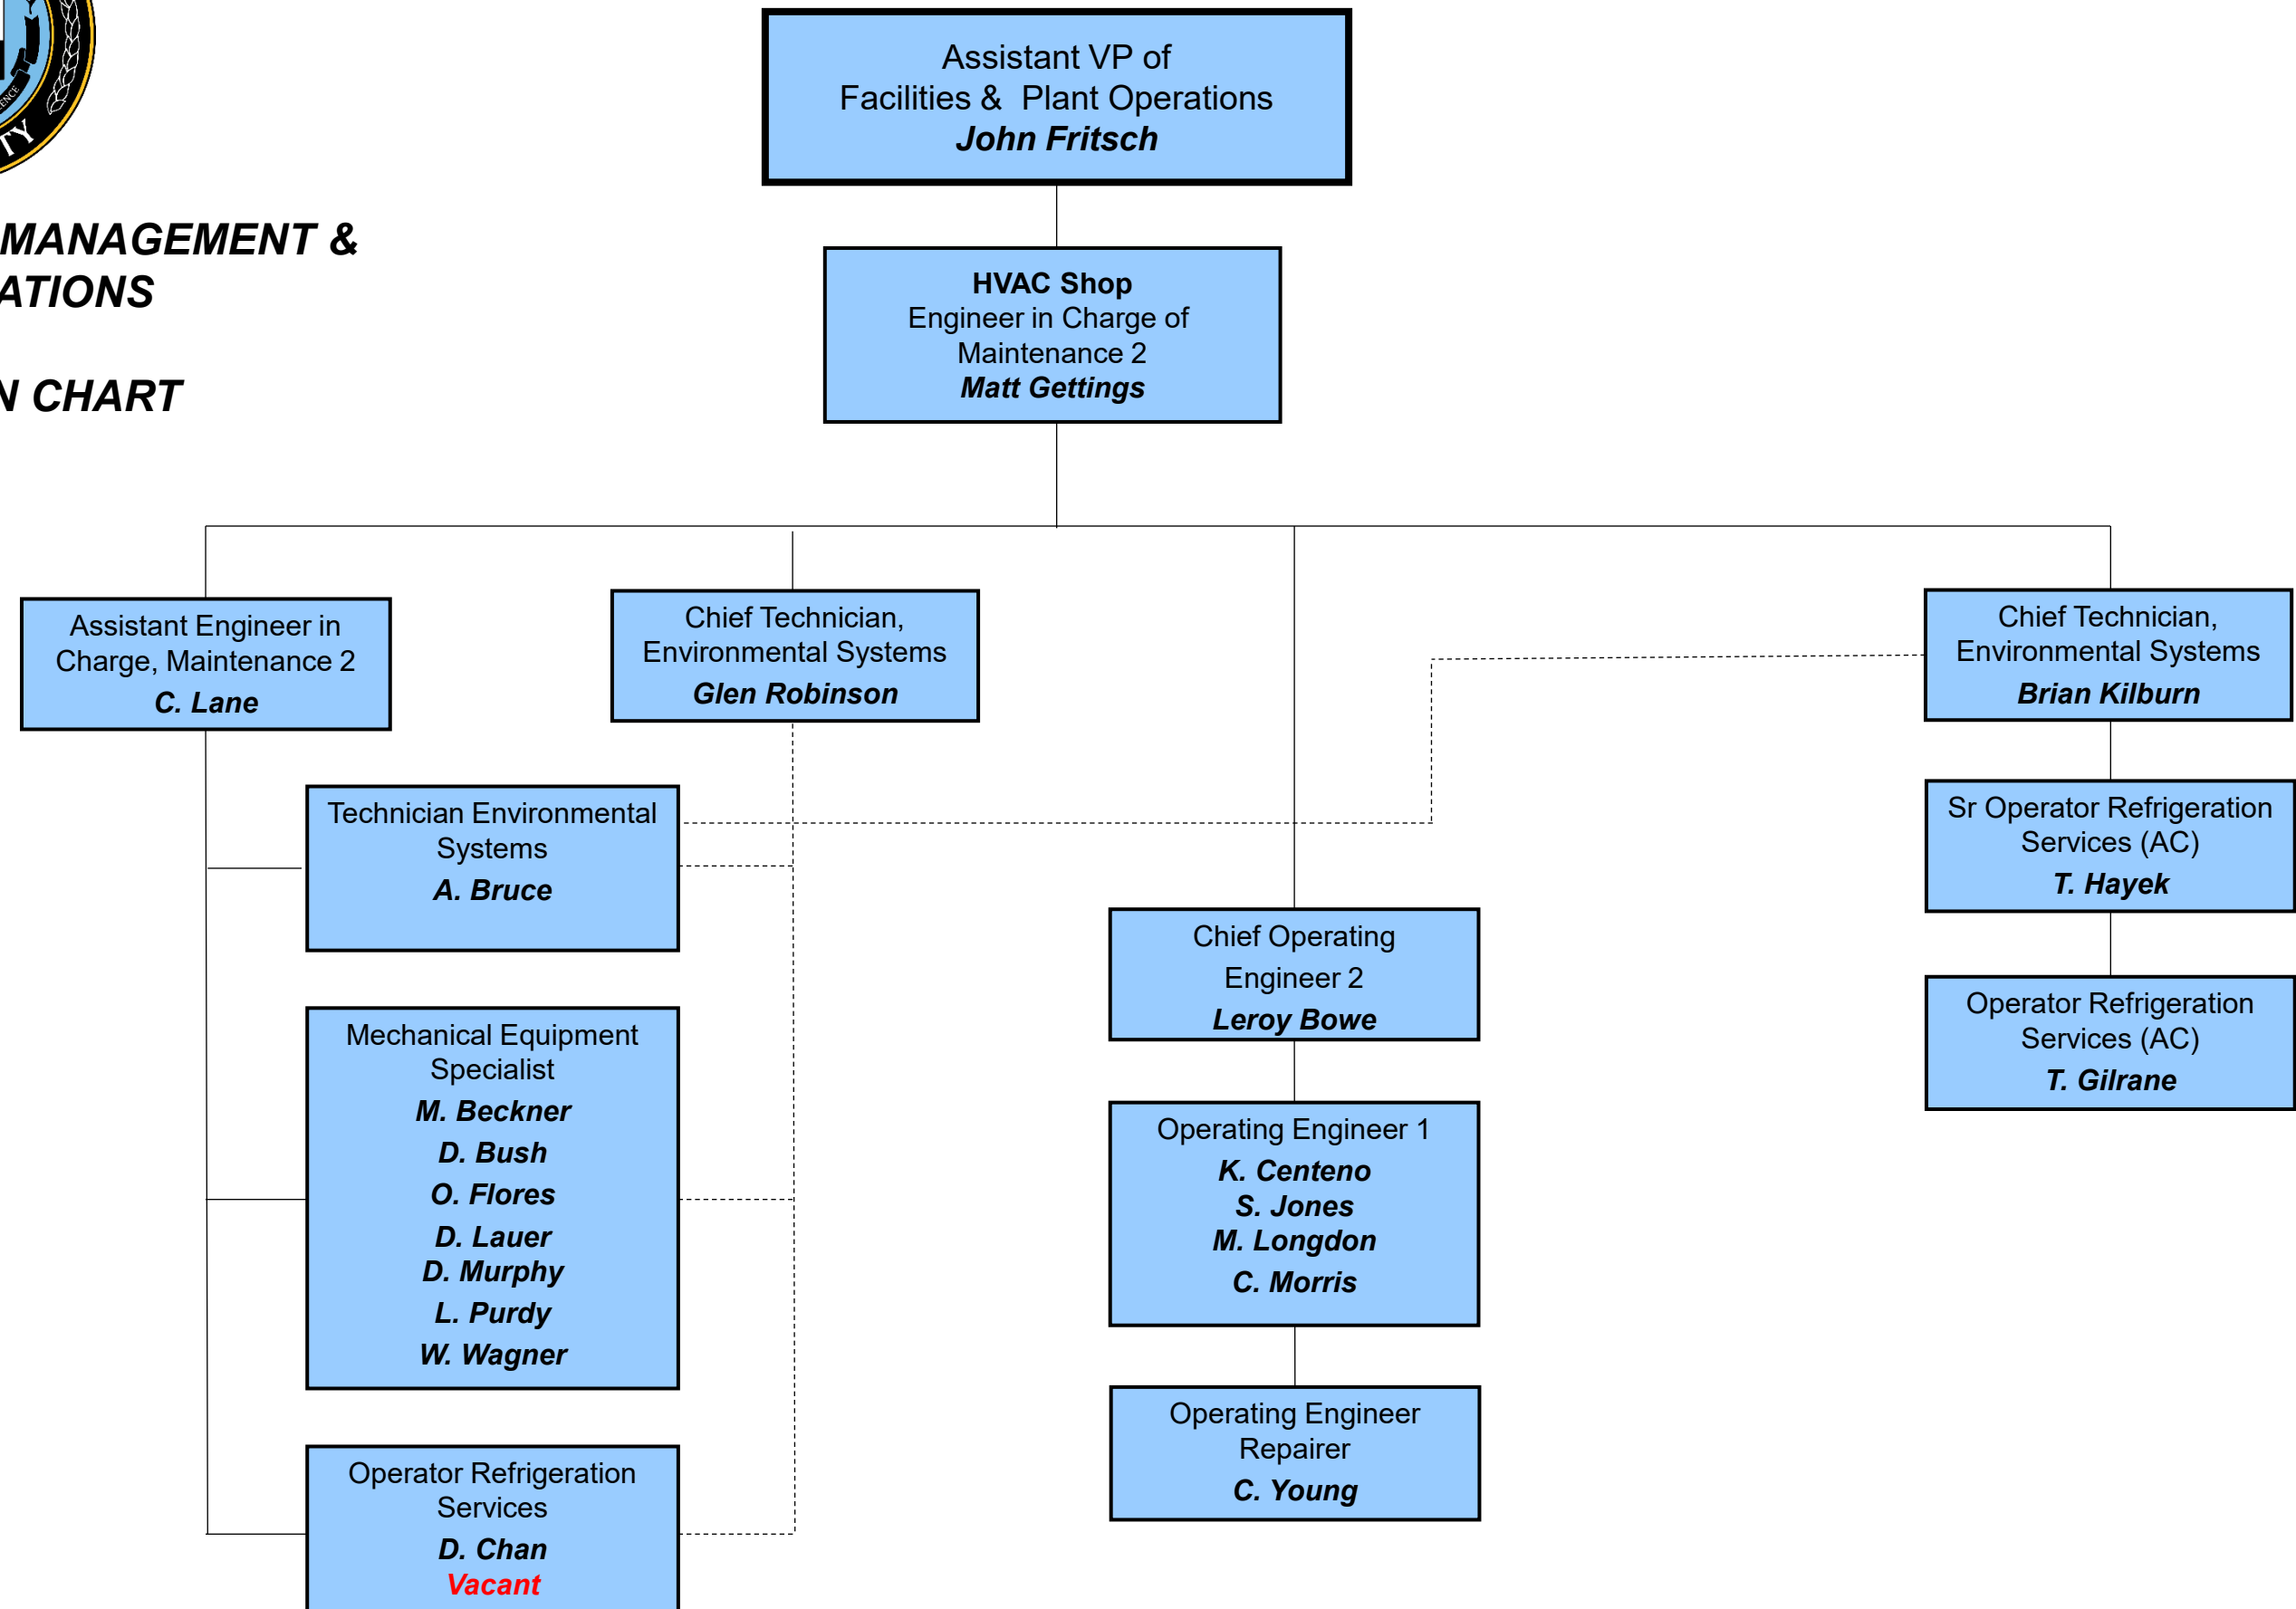 Assistant VP of
Facilities & Plant Operations
John Fritsch
MANAGEMENT &
ATIONS
N CHART
HVAC Shop
Engineer in Charge of
Maintenance 2
Matt Gettings
Assistant Engineer in
Charge, Maintenance 2
C. Lane
Chief Technician,
Environmental Systems
Glen Robinson
Chief Technician,
Environmental Systems
Brian Kilburn
Technician Environmental
Systems
A. Bruce
Sr Operator Refrigeration
Services (AC)
T. Hayek
Chief Operating
Engineer 2
Leroy Bowe
Operator Refrigeration
Services (AC)
T. Gilrane
Mechanical Equipment
Specialist
M. Beckner
D. Bush
O. Flores
D. Lauer
D. Murphy
L. Purdy
W. Wagner
Operating Engineer 1
K. Centeno
S. Jones
M. Longdon
C. Morris
Operating Engineer
Repairer
C. Young
Operator Refrigeration
Services
D. Chan
Vacant